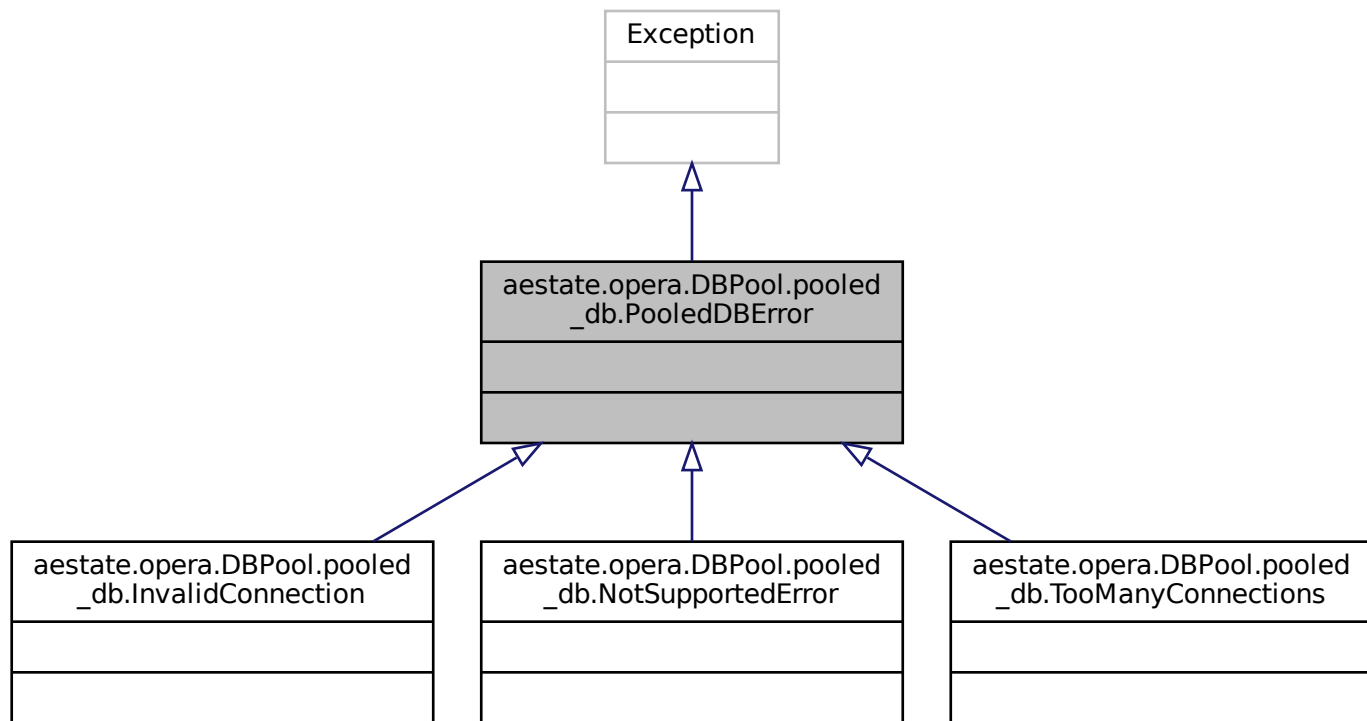 Exception
aestate.opera.DBPool.pooled
_db.PooledDBError
aestate.opera.DBPool.pooled
_db.InvalidConnection
aestate.opera.DBPool.pooled
_db.NotSupportedError
aestate.opera.DBPool.pooled
_db.TooManyConnections